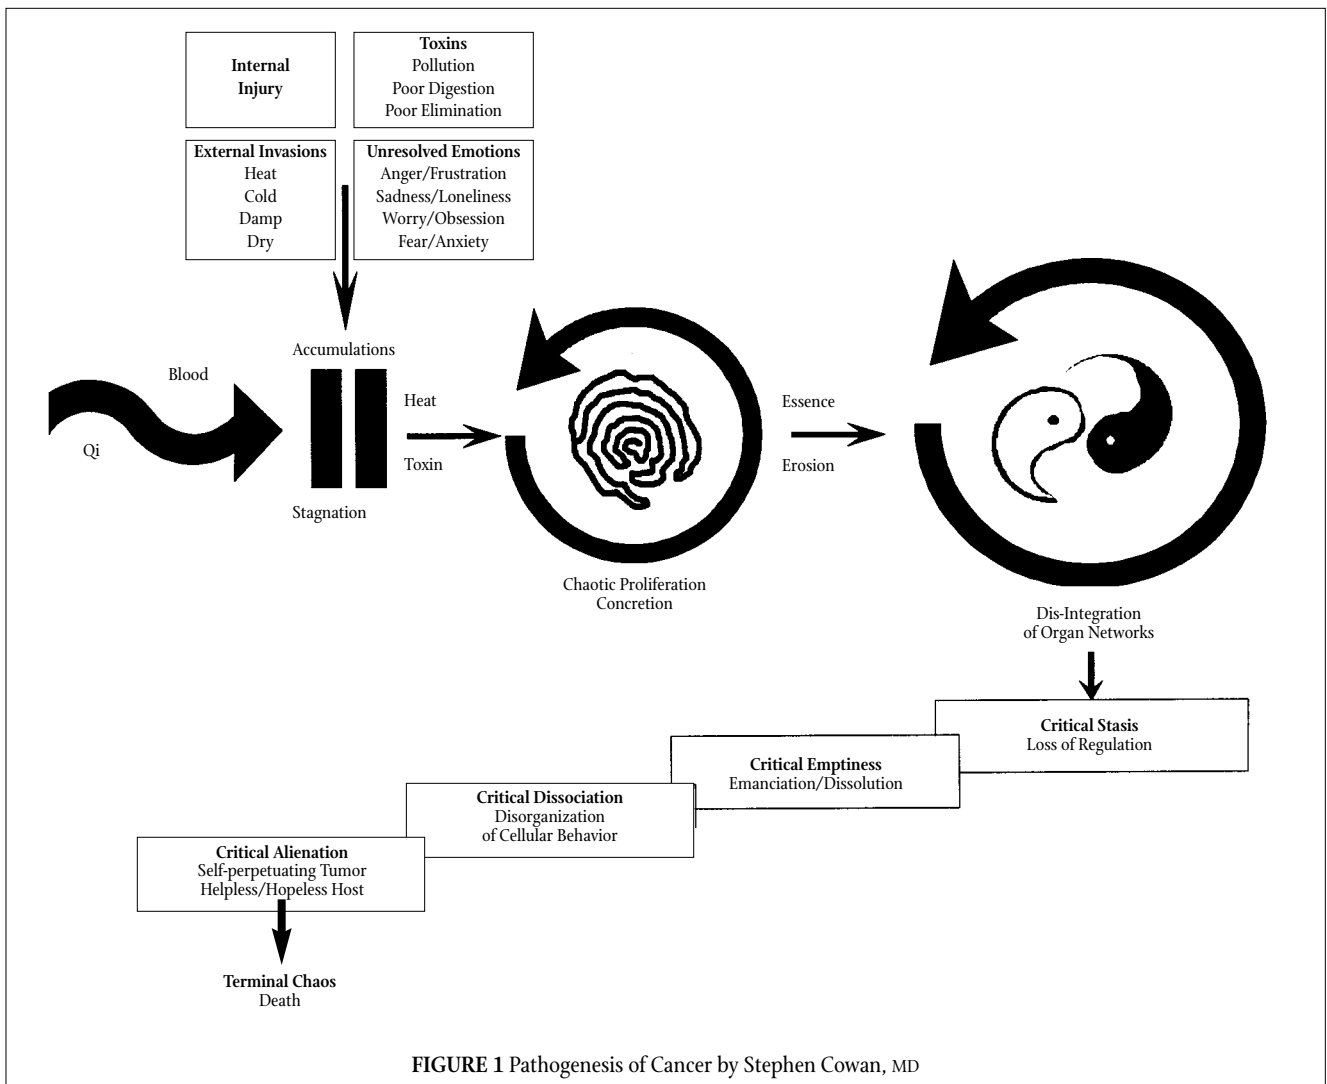 Internal
Injury
Toxins
Pollution
Poor Digestion
Poor Elimination
External Invasions
Heat
Cold
Damp
Dry
Unresolved Emotions
Anger/Frustration
Sadness/Loneliness
Worry/Obsession
Fear/Anxiety
Blood
Qi
Accumulations
Stagnation
Heat
Toxin
Chaotic Proliferation
Concretion
Essence
Erosion
Dis-Integration
of Organ Networks
Critical Stasis
Loss of Regulation
Critical Emptiness
Emanciation/Dissolution
Critical Dissociation
Disorganization
of Cellular Behavior
Critical Alienation
Self-perpetuating Tumor
Helpless/Hopeless Host
Terminal Chaos
Death
FIGURE 1 Pathogenesis of Cancer by Stephen Cowan, MD